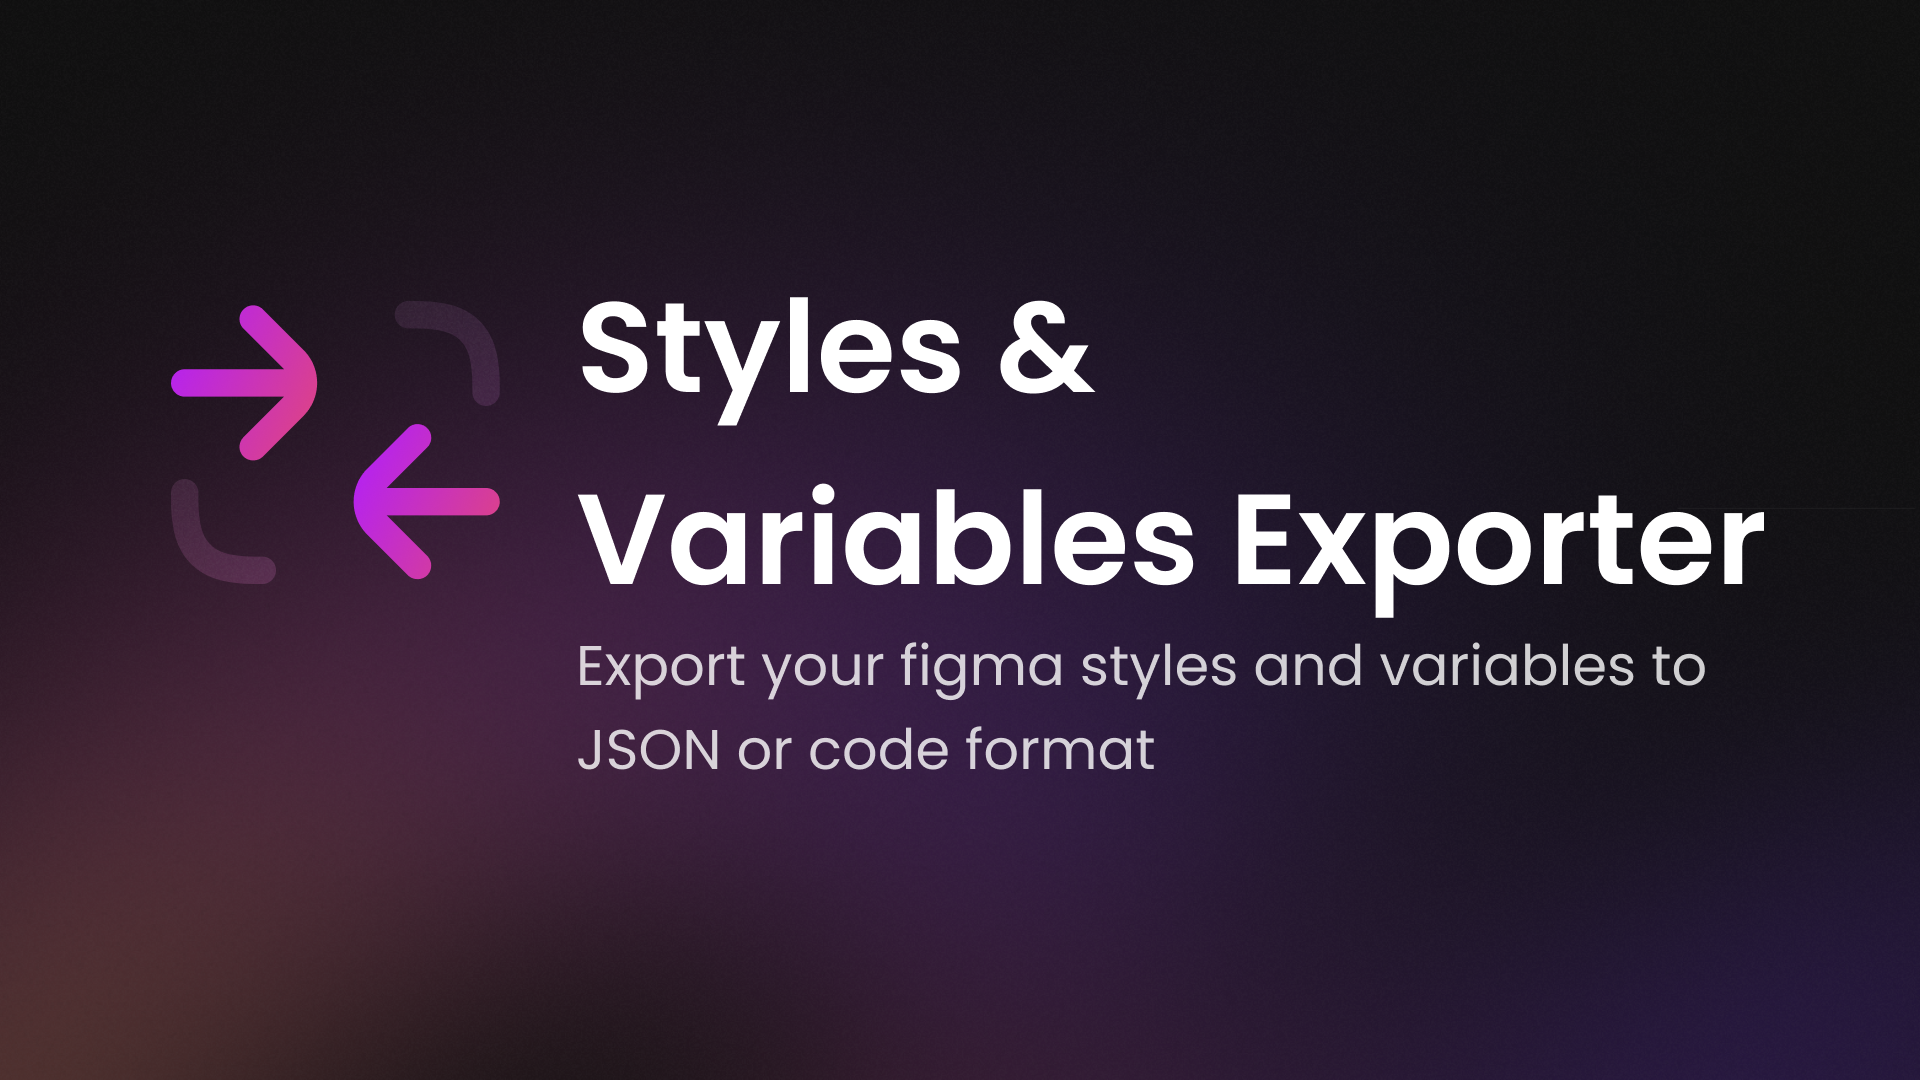 Styles &
Variables Exporter
Export your figma styles and variables to
JSON or code format